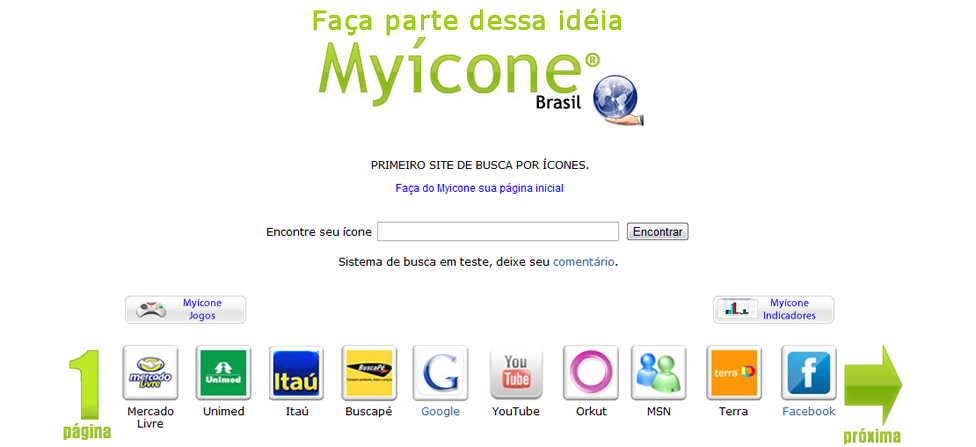 Faça parte dessa idéia
Myícone®
Brasil
PRIMEIRO SITE DE BUSCA POR ÍCONES.
Faça do Myicone sua página inicial
Encontre seu ícone
Encontrar
Sistema de busca em teste, deixe seu comentário.
Myícone
Jogos
Myícone
Indicadores
1
página
mercado
livre
Unimed
Itaú
BuscaPé
G
You
Tube
terra
f
próxima
Mercado
Livre
Unimed
Itaú
Buscapé
Google
YouTube
Orkut
MSN
Terra
Facebook